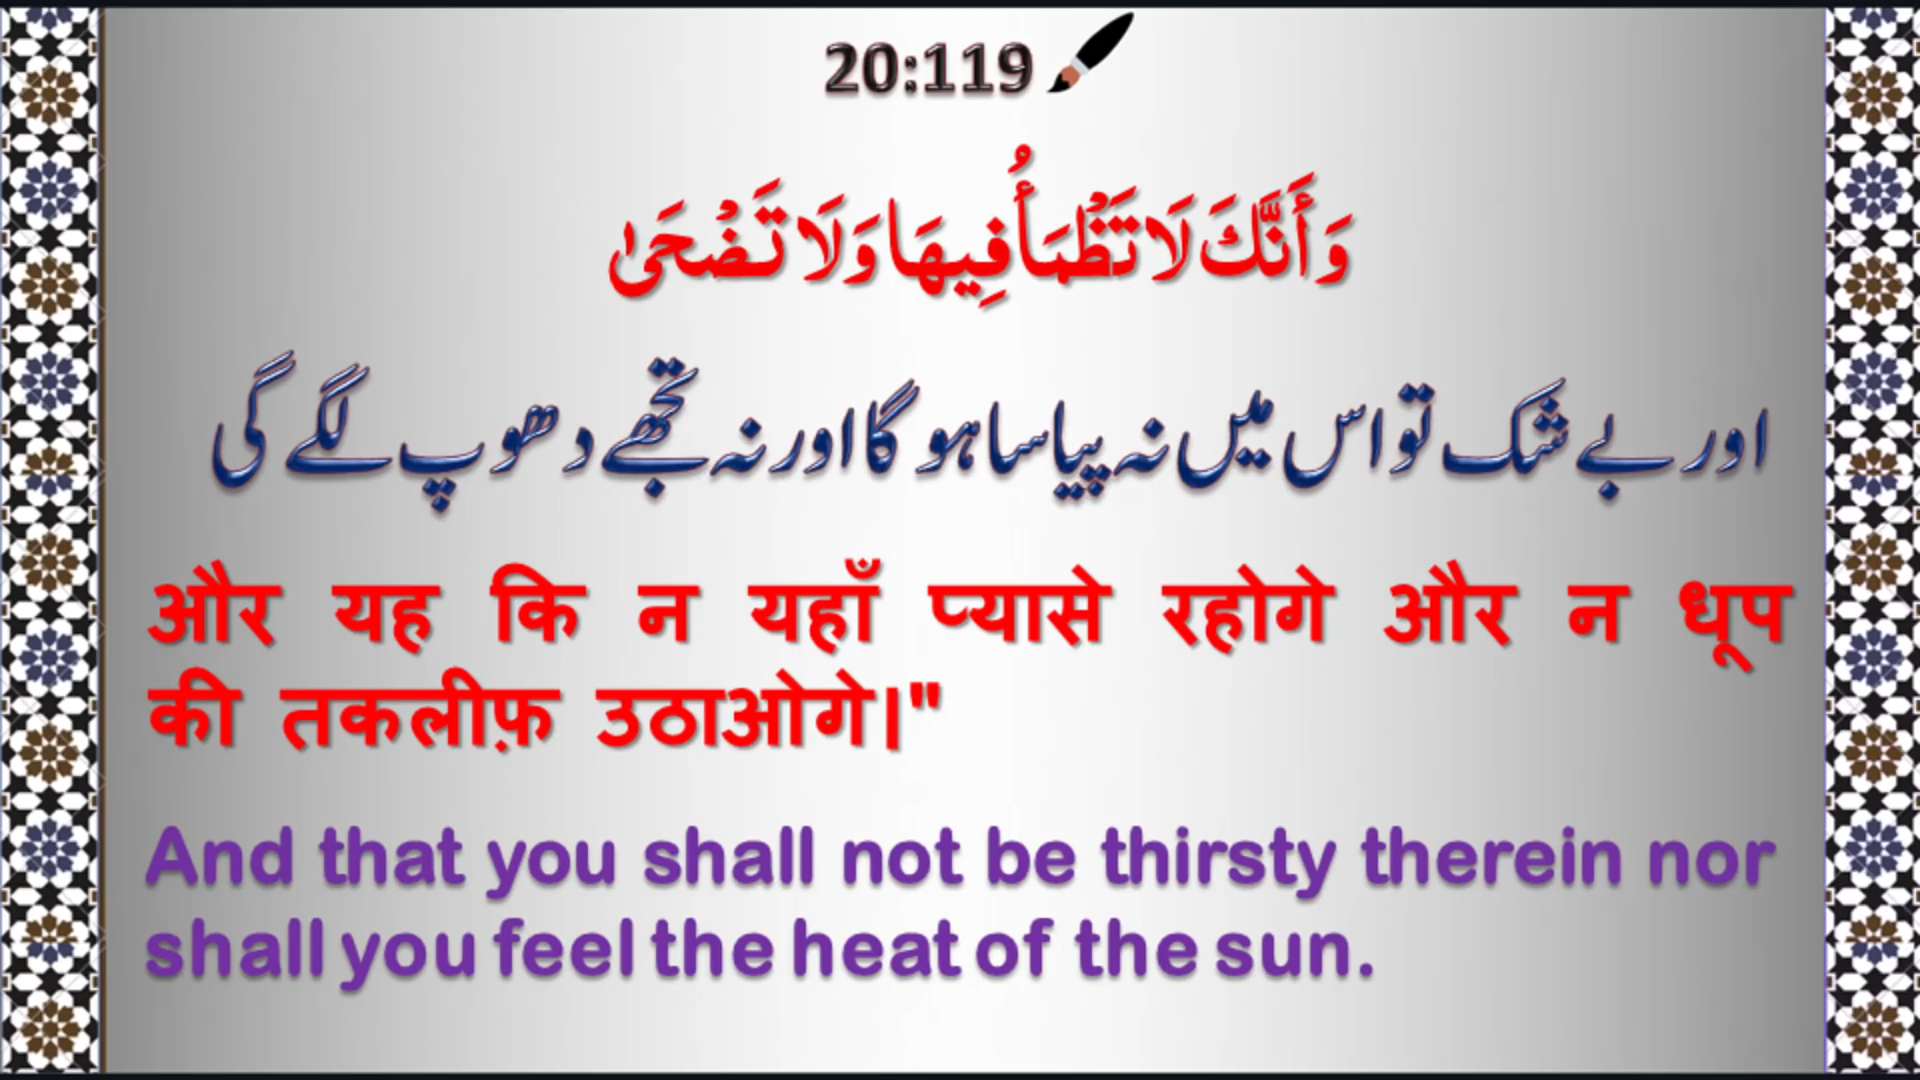 20:119
وَأَنَّكَ لَا تَظْمَأُ فِيهَا وَلَا تَضْحَىٰ
اور بے شک تو اس میں نہ پیاسا ہو گا اور نہ تجھے دھوپ لگے گی
और यह कि न यहाँ प्यासे रहोगे और न धूप
की तकलीफ़ उठाओगे।"
And that you shall not be thirsty therein nor
shall you feel the heat of the sun.